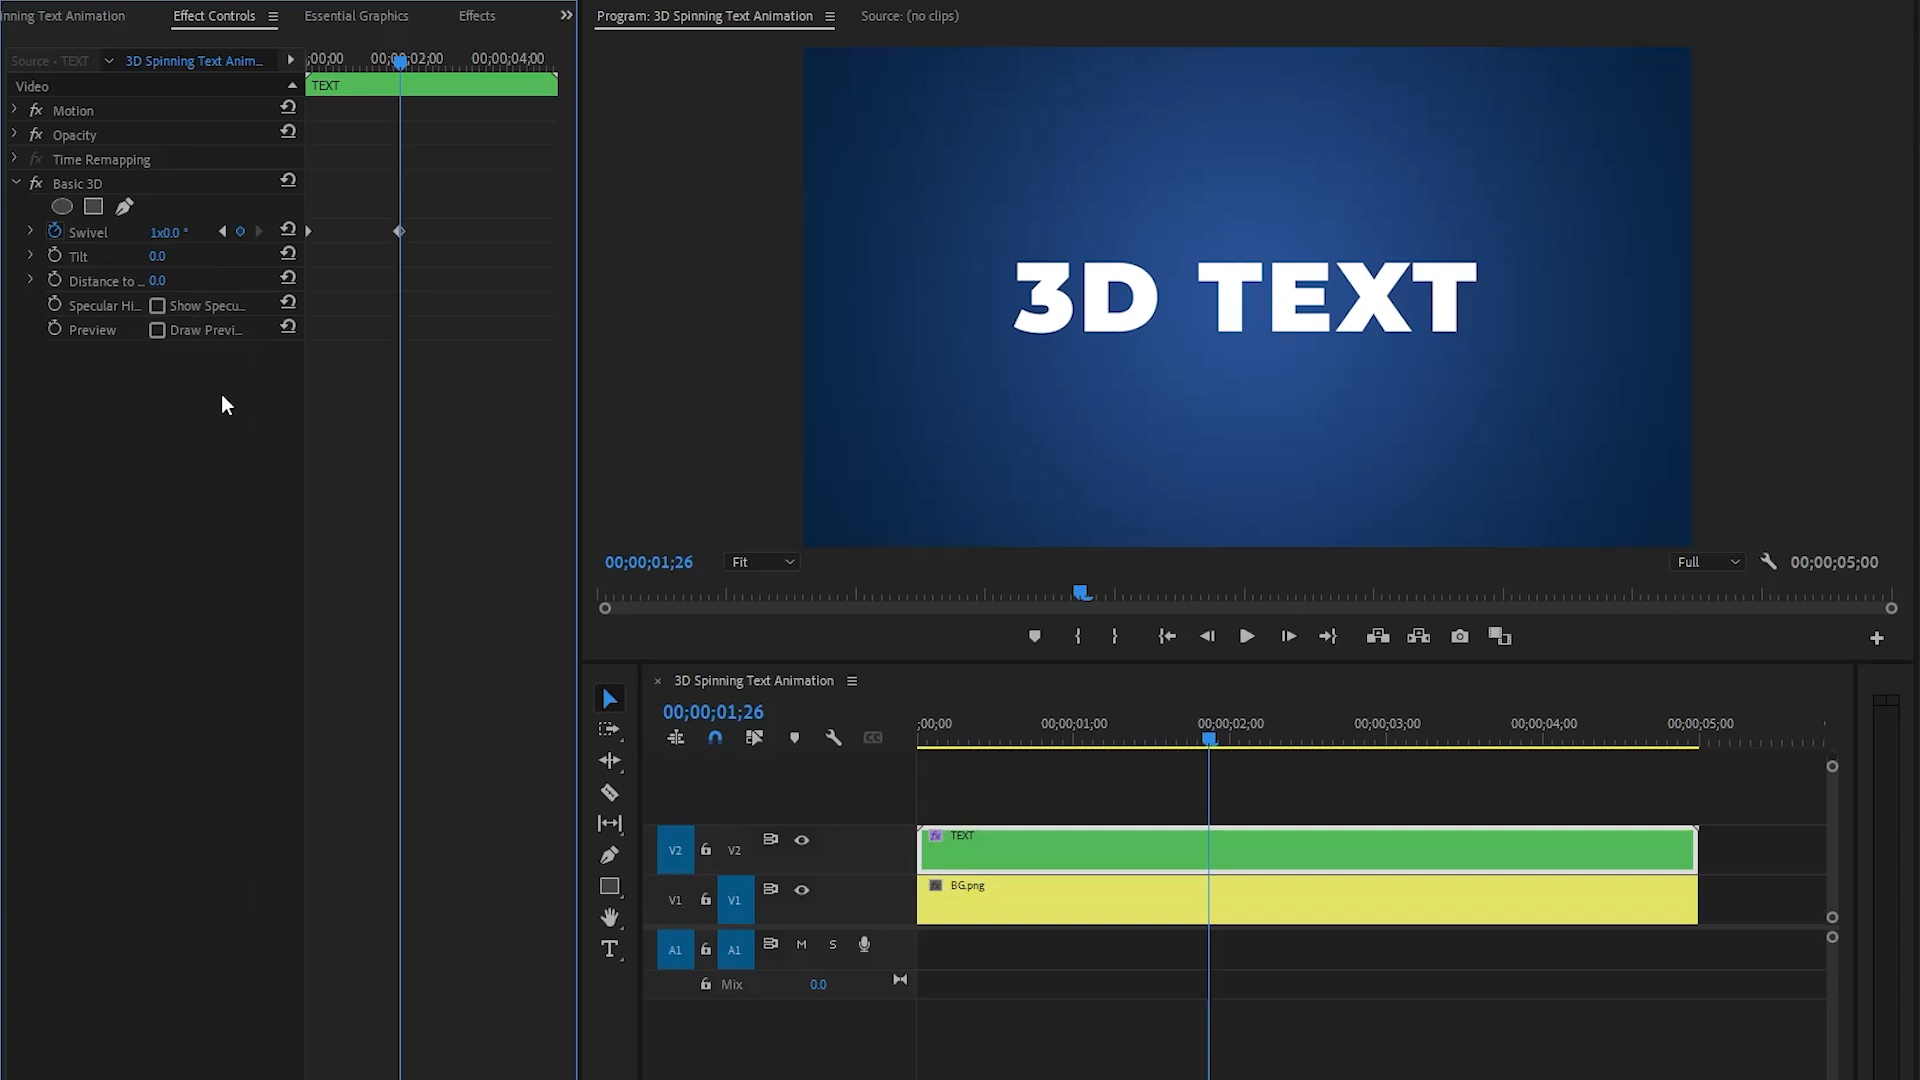 inning Text Animation
Effect Controls
Essential Graphics
Effects
Program: 3D Spinning Text Animation
Source: (no clips)
Source · TEXT
3D Spinning Text Anim...
;00;00
00;00;02;00
00;00;04;00
Video
TEXT
fx Motion
fx Opacity
fx Time Remapping
fx Basic 3D
Swivel 1x0.0 °
Tilt 0.0
Distance to ... 0.0
Specular Hi... Show Specu...
Preview Draw Previ...
3D TEXT
00;00;01;26
Fit
Full
00;00;05;00
3D Spinning Text Animation
00;00;01;26
;00;00
00;00;01;00
00;00;02;00
00;00;03;00
00;00;04;00
00;00;05;00
CC
V2 V2
fx TEXT
V1 V1
fx BG.png
A1 A1 M S
Mix 0.0
T